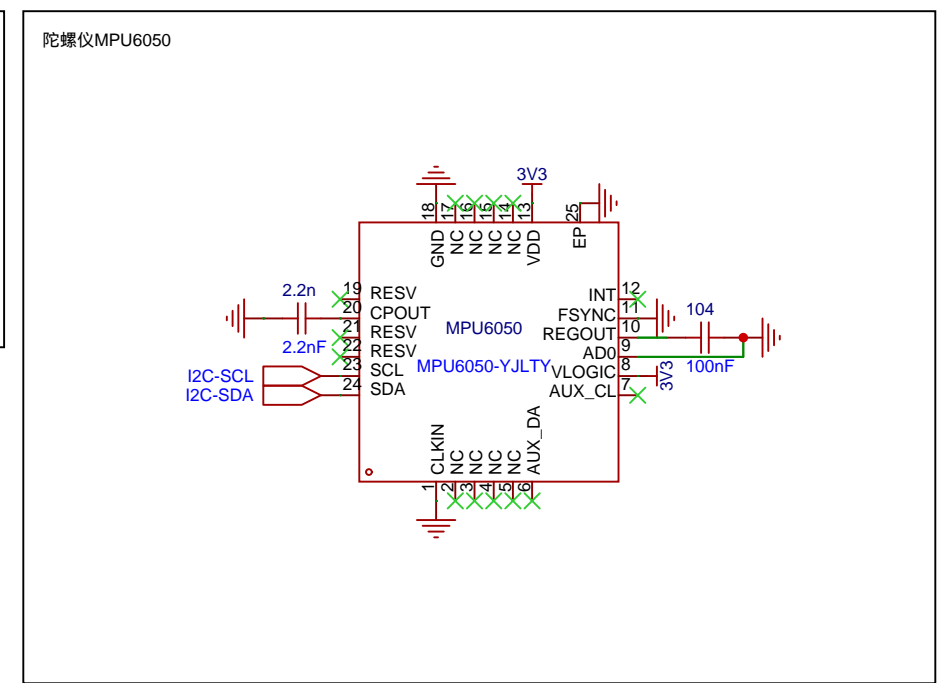 陀螺仪MPU6050
3V3
18
17
16
15
14
13
25
GND
NC
NC
NC
NC
VDD
EP
2.2n
2.2nF
19
RESV
20
CPOUT
21
RESV
22
RESV
23
SCL
24
SDA
I2C-SCL
I2C-SDA
MPU6050
MPU6050-YJLTY
INT
12
FSYNC
11
REGOUT
10
AD0
9
VLOGIC
8
AUX_CL
7
104
100nF
3V3
CLKIN
NC
NC
NC
NC
AUX_DA
1
2
3
4
5
6